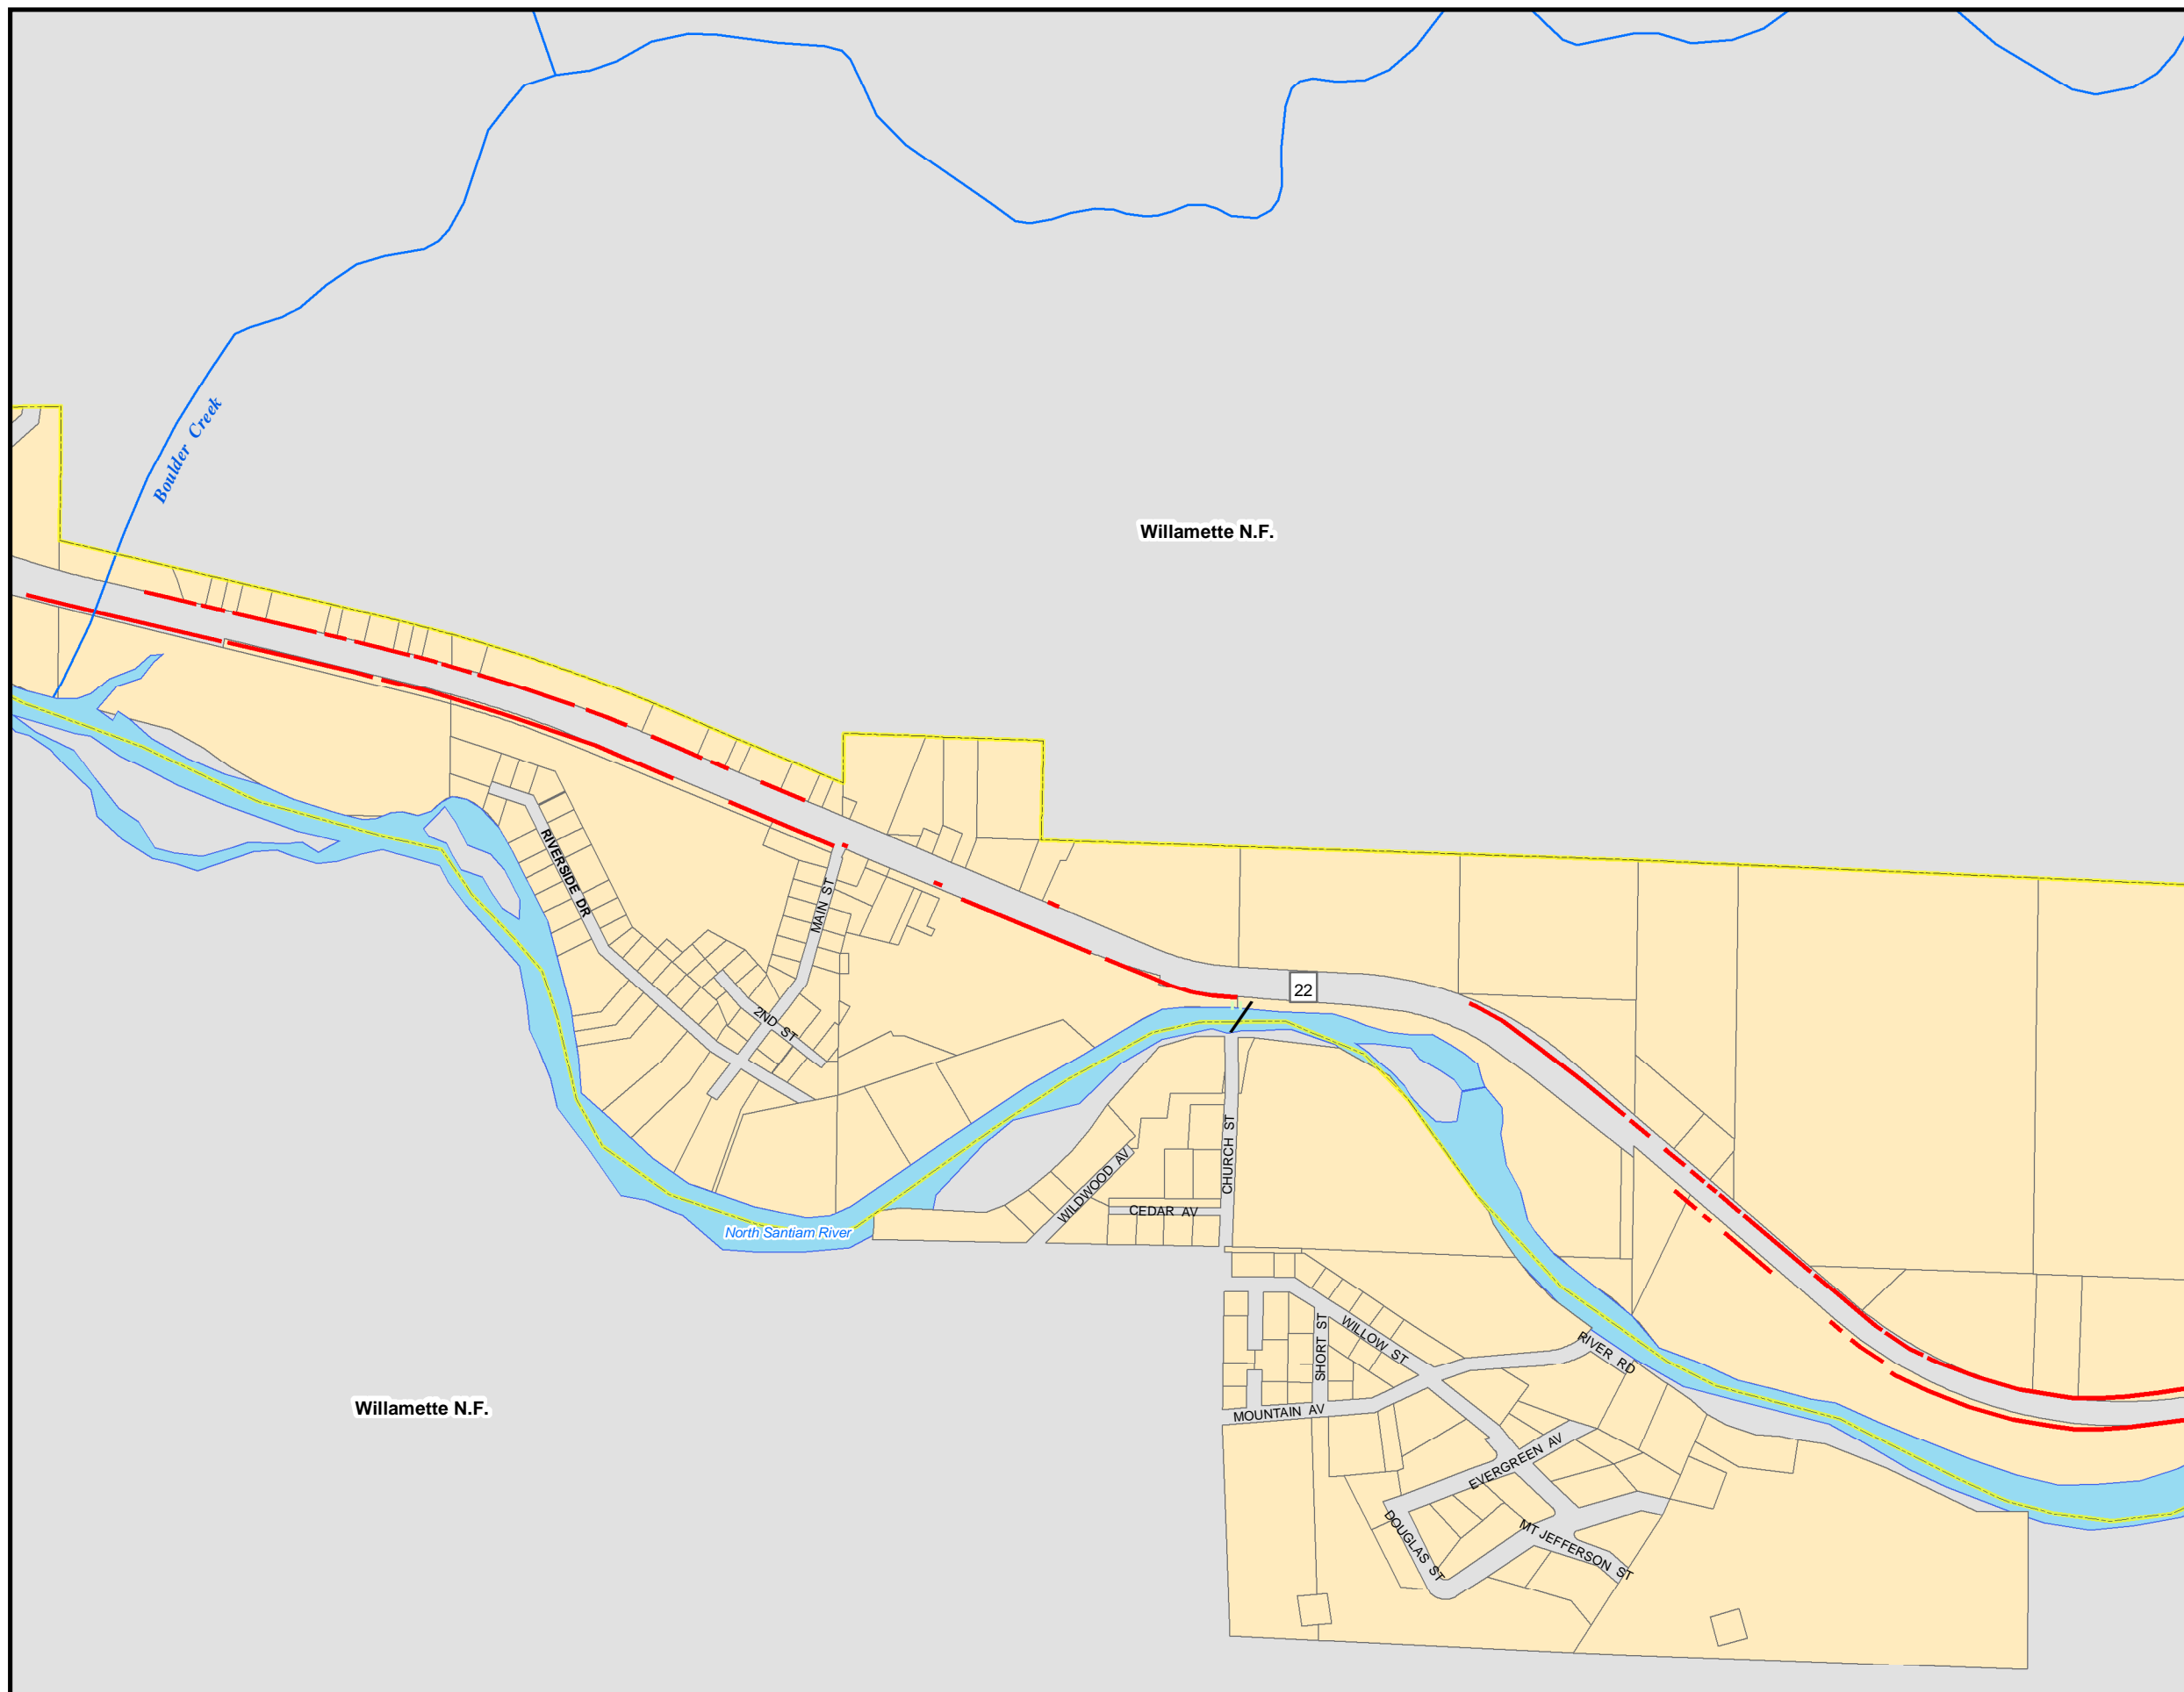 Boulder Creek
Willamette N.F.
RIVERSIDE DR
MAIN ST
22
2ND ST
CHURCH ST
WILDWOOD AV
CEDAR AV
North Santiam River
SHORT ST
WILLOW ST
RIVER RD
Willamette N.F.
MOUNTAIN AV
EVERGREEN AV
DOUGLAS ST
MT JEFFERSON ST